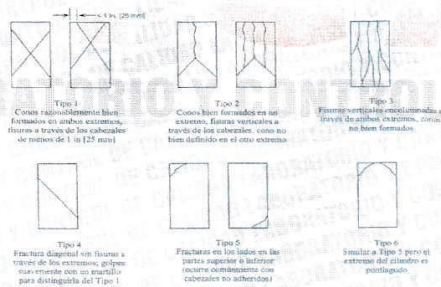 < 1 in. [25 mm]
Tipo 1
Conos razonablemente bien
formados en ambos extremos,
fisuras a través de los cabezales
de menos de 1 in [25 mm]
Tipo 2
Conos bien formados en un
extremo, fisuras verticales a
través de los cabezales, cono no
bien definido en el otro extremo
Tipo 3
Fisuras verticales encolumnadas a
través de ambos extremos, conos
no bien formados
Tipo 4
Fractura diagonal sin fisuras a
través de los extremos; golpee
suavemente con un martillo
para distinguirla del Tipo 1
Tipo 5
Fracturas en los lados en las
partes superior o inferior
(ocurre comúnmente con
cabezales no adheridos)
Tipo 6
Similar a Tipo 5 pero el
extremo del cilindro es
puntiagudo